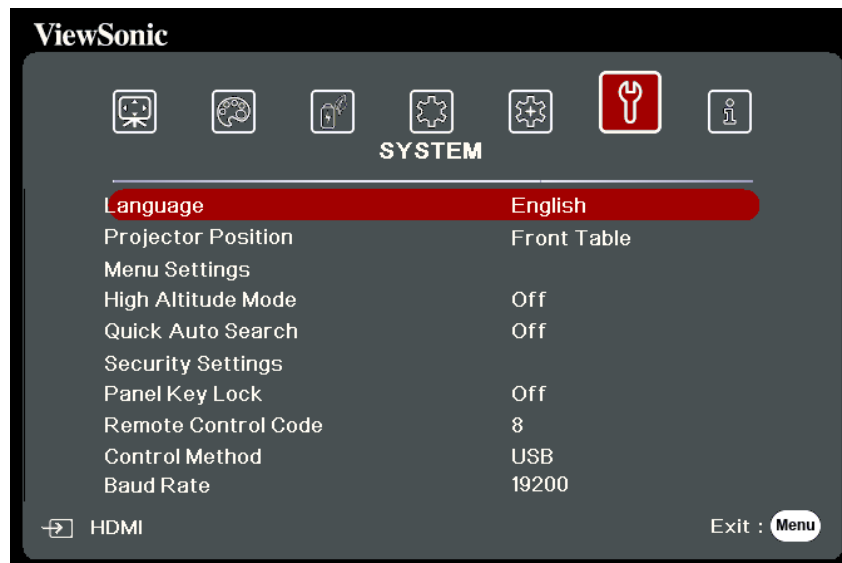 ViewSonic
SYSTEM
Language English
Projector Position Front Table
Menu Settings
High Altitude Mode Off
Quick Auto Search Off
Security Settings
Panel Key Lock Off
Remote Control Code 8
Control Method USB
Baud Rate 19200
HDMI Exit : Menu